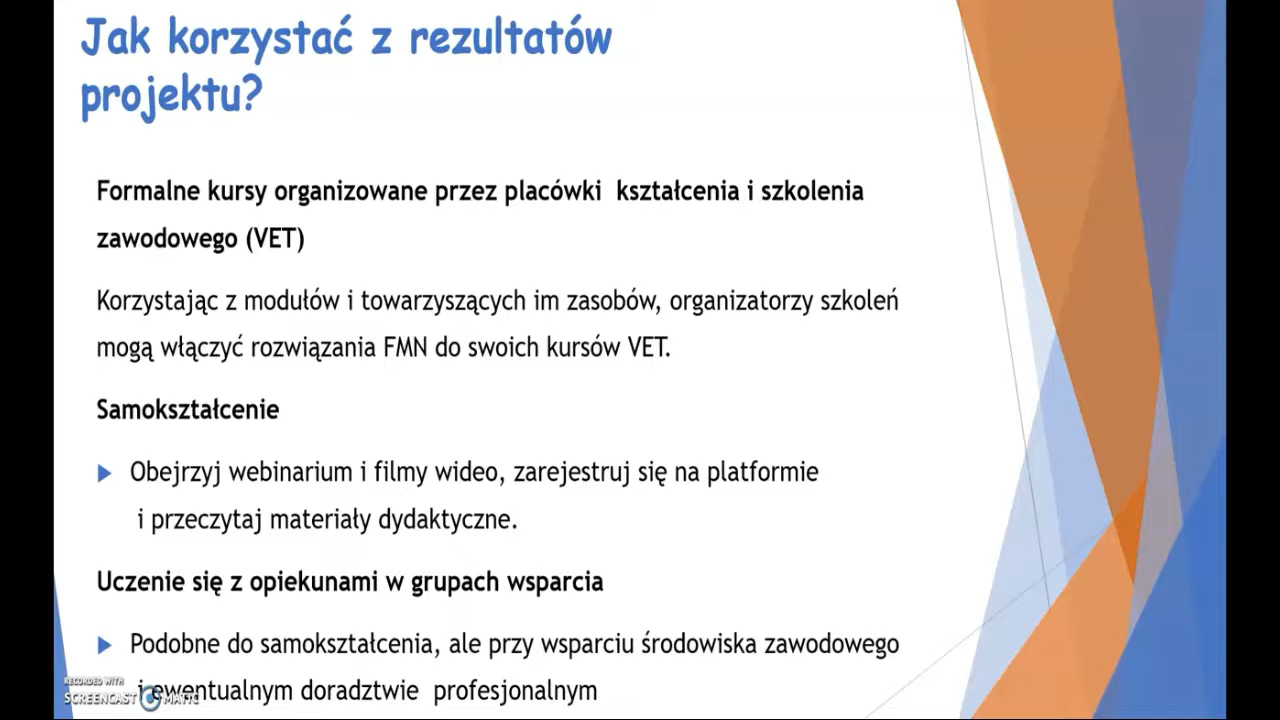 Jak korzystać z rezultatów
projektu?
Formalne kursy organizowane przez placówki kształcenia i szkolenia
zawodowego (VET)
Korzystając z modułów i towarzyszących im zasobów, organizatorzy szkoleń
mogą włączyć rozwiązania FMN do swoich kursów VET.
Samokształcenie
Obejrzyj webinarium i filmy wideo, zarejestruj się na platformie
i przeczytaj materiały dydaktyczne.
Uczenie się z opiekunami w grupach wsparcia
Podobne do samokształcenia, ale przy wsparciu środowiska zawodowego
i ewentualnym doradztwie profesjonalnym
RECORDED WITH
SCREENCAST MATIC